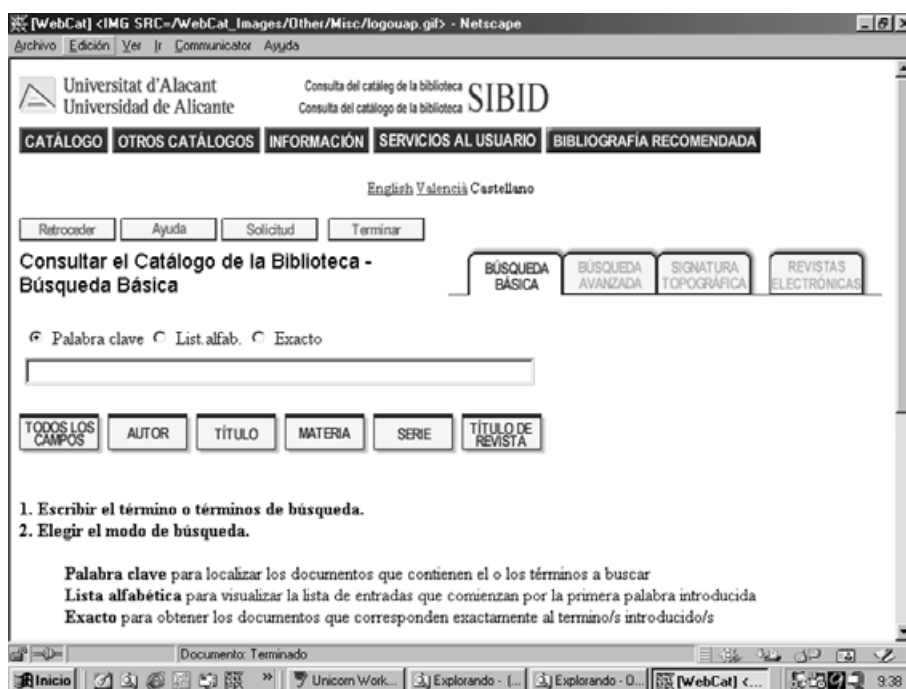 [WebCat] <IMG SRC=/WebCat_Images/Other/Misc/logouap.gif> - Netscape
Archivo Edición Ver Ir Communicator Ayuda
Universitat d'Alacant
Universidad de Alicante
Consulta del catàleg de la biblioteca
Consulta del catálogo de la biblioteca
SIBID
CATÁLOGO OTROS CATÁLOGOS INFORMACIÓN SERVICIOS AL USUARIO BIBLIOGRAFÍA RECOMENDADA
English Valencià Castellano
Retroceder Ayuda Solicitud Terminar
Consultar el Catálogo de la Biblioteca -
Búsqueda Básica
BÚSQUEDA BÁSICA
BÚSQUEDA AVANZADA
SIGNATURA TOPOGRÁFICA
REVISTAS ELECTRÓNICAS
Palabra clave List. alfab. Exacto
TODOS LOS CAMPOS
AUTOR
TÍTULO
MATERIA
SERIE
TÍTULO DE REVISTA
1. Escribir el término o términos de búsqueda.
2. Elegir el modo de búsqueda.
Palabra clave para localizar los documentos que contienen el o los términos a buscar
Lista alfabética para visualizar la lista de entradas que comienzan por la primera palabra introducida
Exacto para obtener los documentos que corresponden exactamente al termino/s introducido/s
Documento: Terminado
Inicio » Unicorn Work... Explorando - (... Explorando - O... [WebCat] <... 9:38